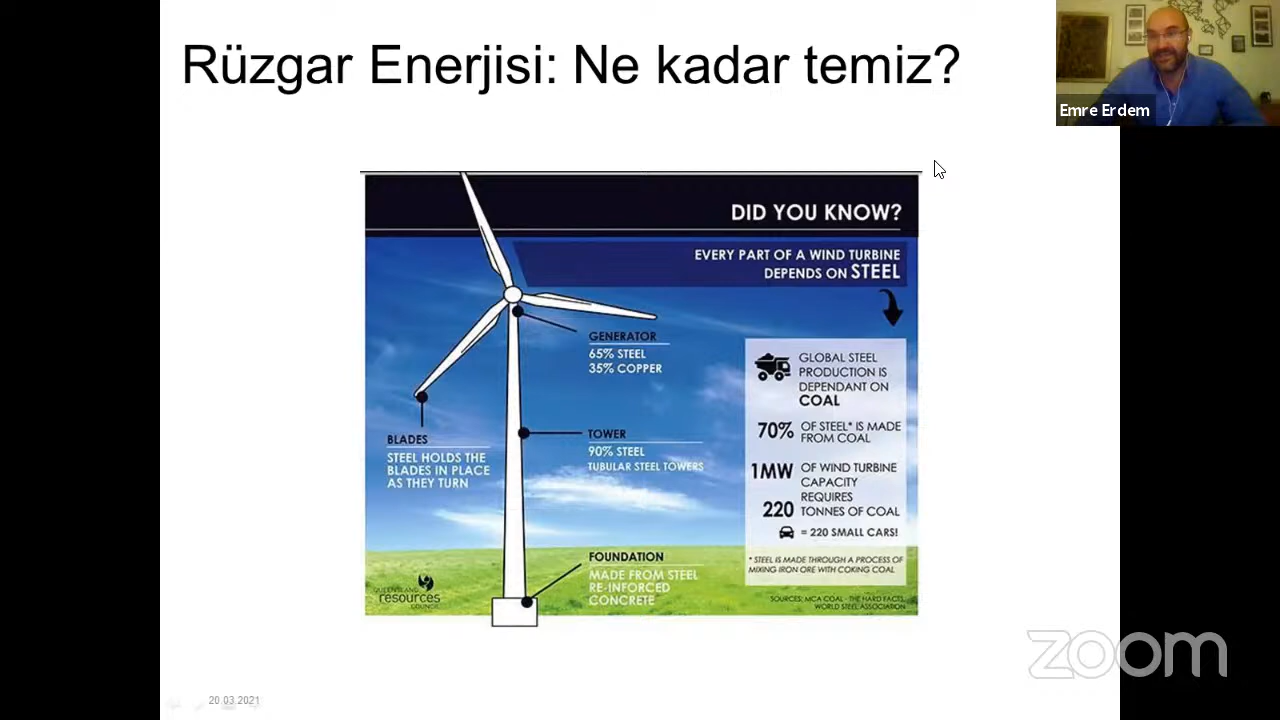 Rüzgar Enerjisi: Ne kadar temiz?
Emre Erdem
DID YOU KNOW?
EVERY PART OF A WIND TURBINE
DEPENDS ON STEEL
GENERATOR
65% STEEL
35% COPPER
BLADES
STEEL HOLDS THE
BLADES IN PLACE
AS THEY TURN
TOWER
90% STEEL
TUBULAR STEEL TOWERS
FOUNDATION
MADE FROM STEEL
RE-INFORCED
CONCRETE
GLOBAL STEEL
PRODUCTION IS
DEPENDANT ON
COAL
70% OF STEEL* IS MADE
FROM COAL
1MW OF WIND TURBINE
CAPACITY
REQUIRES
220 TONNES OF COAL
= 220 SMALL CARS!
* STEEL IS MADE THROUGH A PROCESS OF
MIXING IRON ORE WITH COKING COAL
SOURCES: MCA COAL - THE HARD FACTS,
WORLD STEEL ASSOCIATION
QUEENSLAND
resources
COUNCIL
zoom
20.03.2021